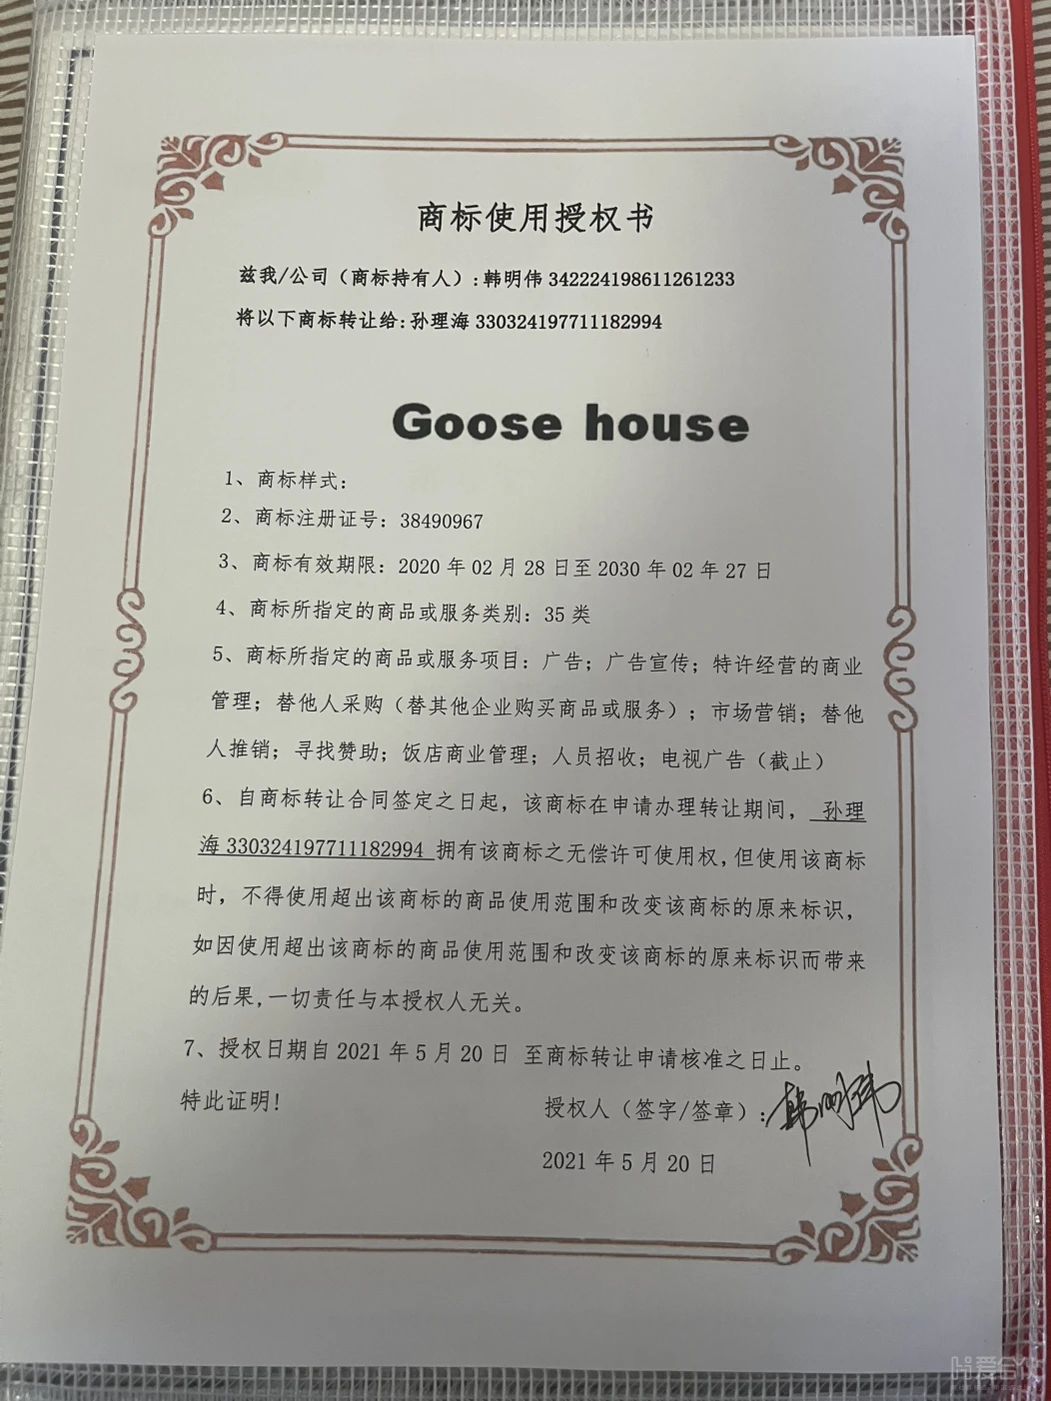 商标使用授权书
兹我/公司（商标持有人）:韩明伟 342224198611261233
将以下商标转让给:孙理海 330324197711182994
Goose house
1、商标样式：
2、商标注册证号：38490967
3、商标有效期限：2020 年 02 月 28 日至 2030 年 02 年 27 日
4、商标所指定的商品或服务类别：35 类
5、商标所指定的商品或服务项目：广告；广告宣传；特许经营的商业
管理；替他人采购（替其他企业购买商品或服务）；市场营销；替他
人推销；寻找赞助；饭店商业管理；人员招收；电视广告（截止）
6、自商标转让合同签定之日起，该商标在申请办理转让期间， 孙理
海 330324197711182994 拥有该商标之无偿许可使用权,但使用该商标
时，不得使用超出该商标的商品使用范围和改变该商标的原来标识，
如因使用超出该商标的商品使用范围和改变该商标的原来标识而带来
的后果,一切责任与本授权人无关。
7、授权日期自 2021 年 5 月 20 日 至商标转让申请核准之日止。
特此证明!
授权人（签字/签章）:韩明伟
2021 年 5 月 20 日
Hi爱合伙